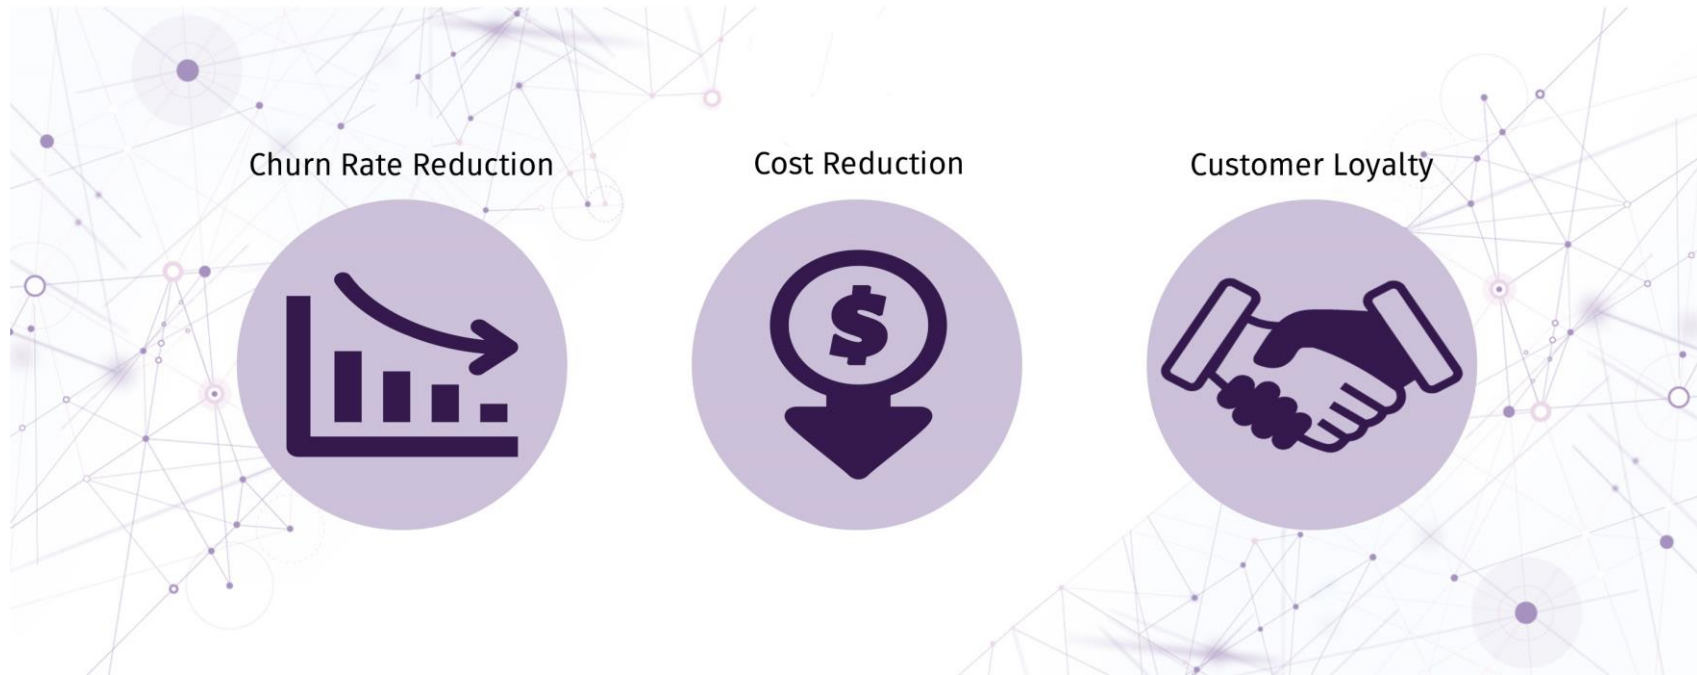 Churn Rate Reduction
Cost Reduction
Customer Loyalty
$